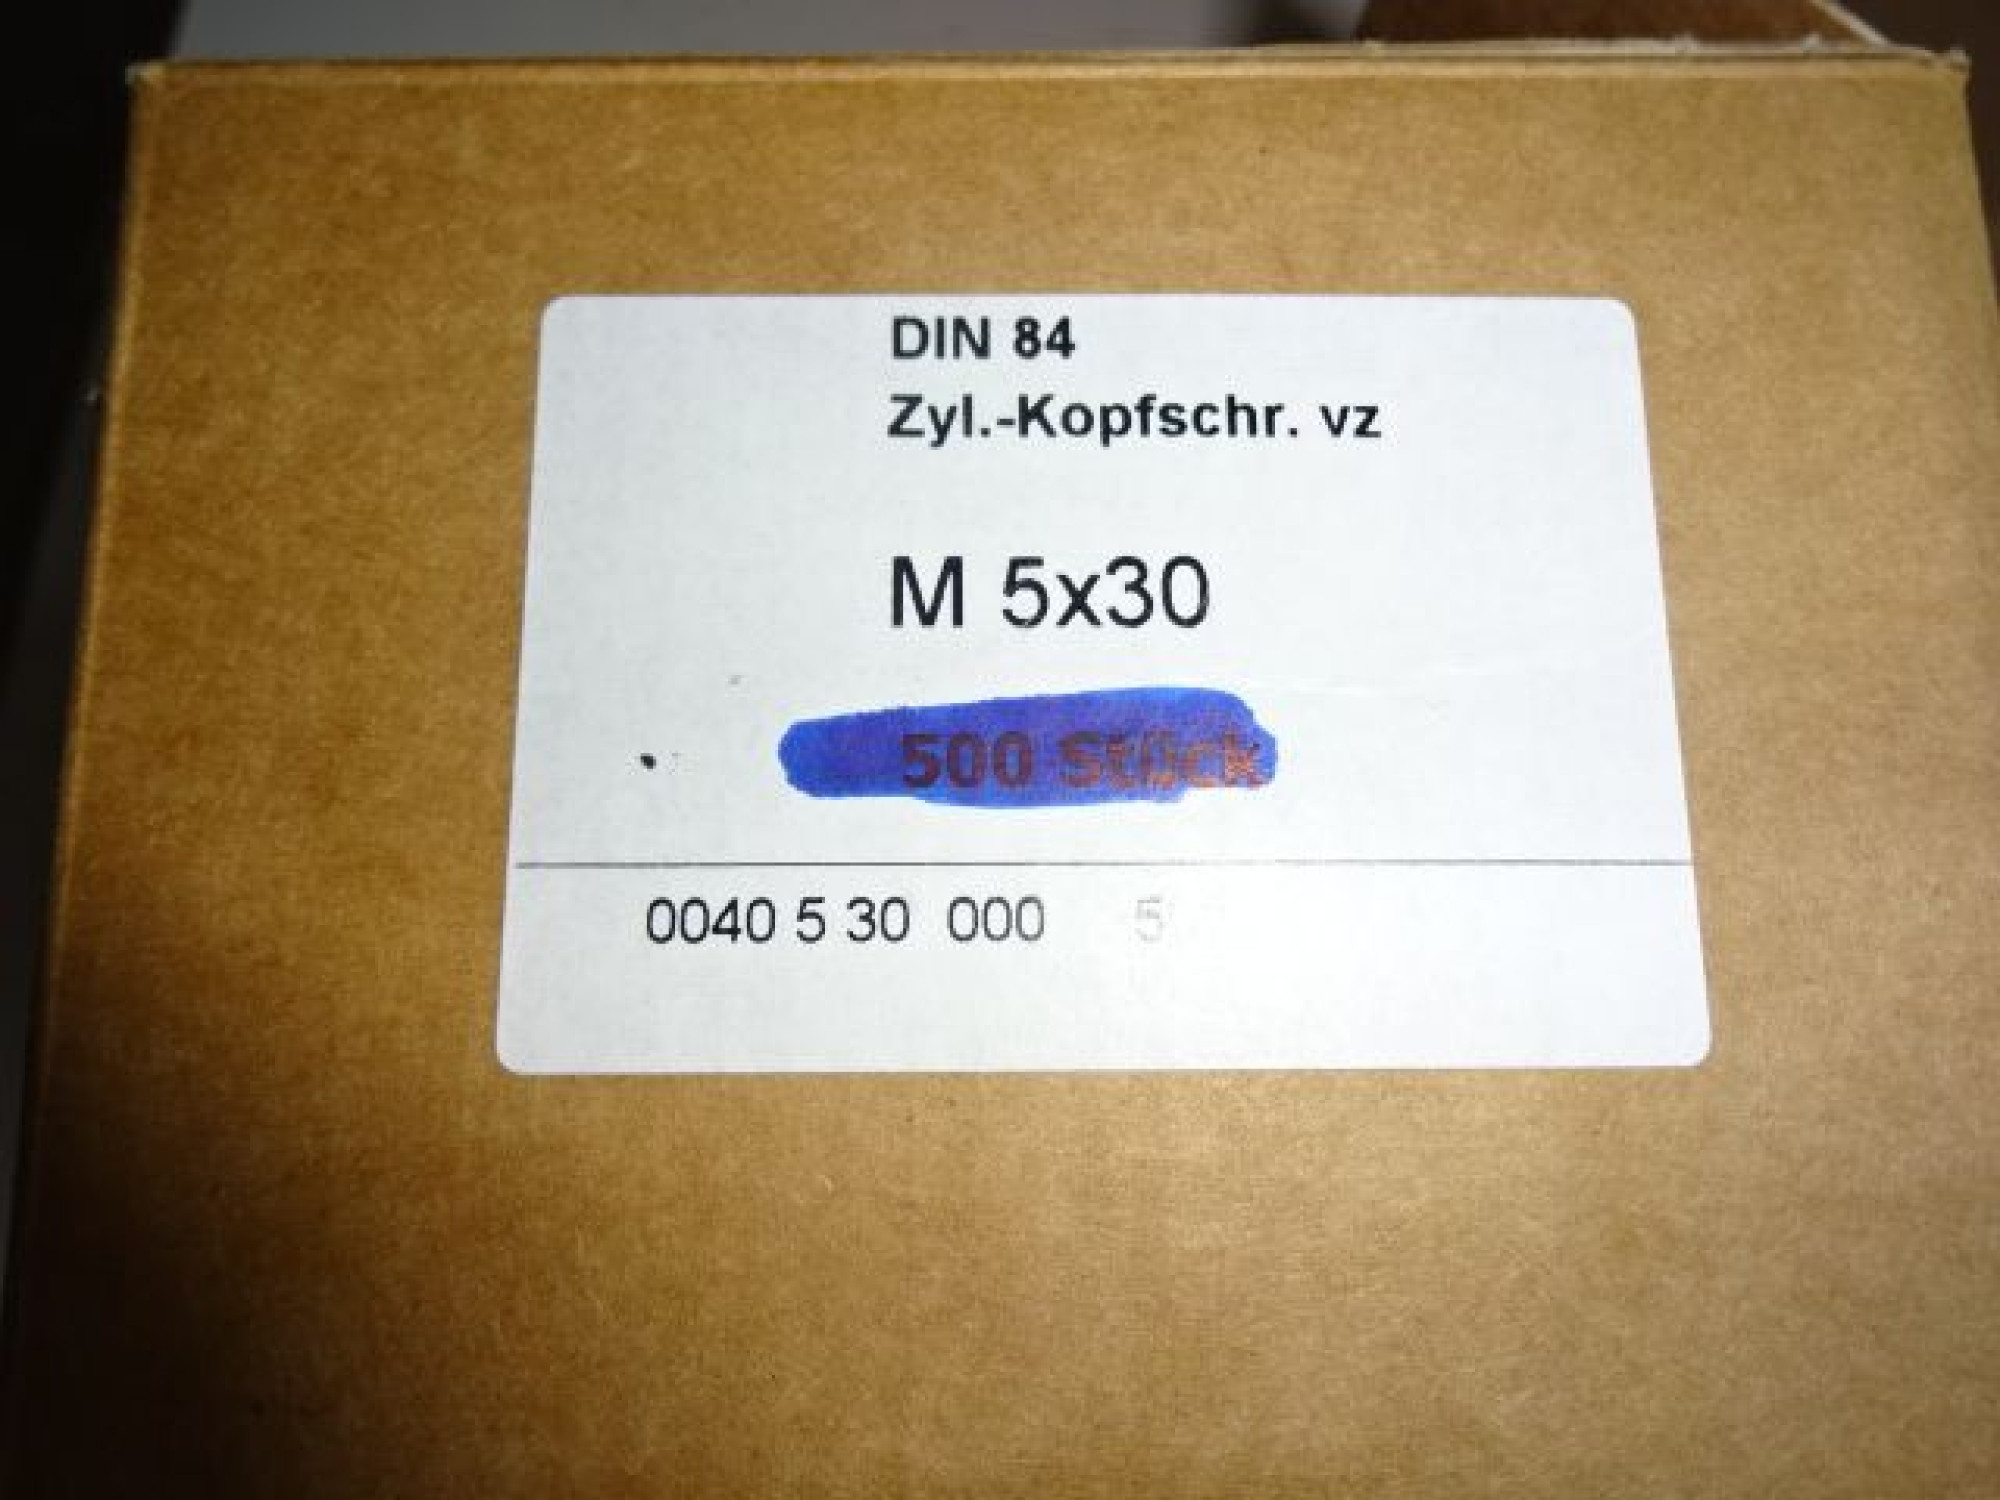 DIN 84
Zyl.-Kopfschr. vz
M 5x30
500 Stück
0040 5 30 000 5